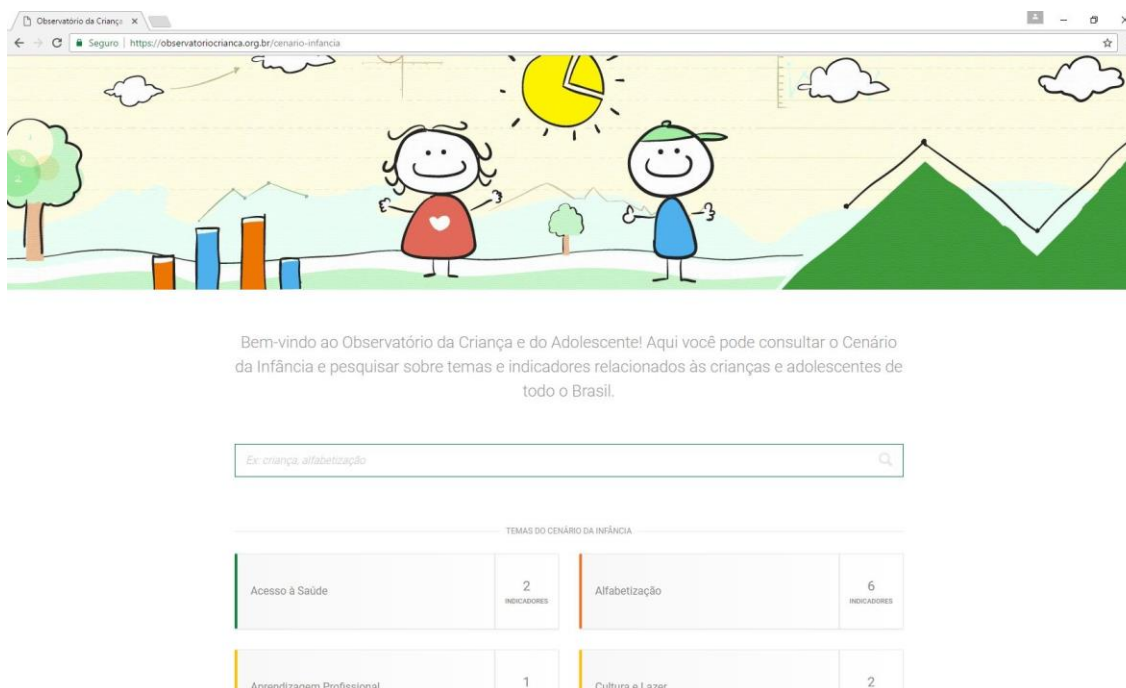 Observatório da Criança
Seguro | https://observatoriocrianca.org.br/cenario-infancia
Bem-vindo ao Observatório da Criança e do Adolescente! Aqui você pode consultar o Cenário
da Infância e pesquisar sobre temas e indicadores relacionados às crianças e adolescentes de
todo o Brasil.
Ex: criança, alfabetização
TEMAS DO CENÁRIO DA INFÂNCIA
Acesso à Saúde
2
INDICADORES
Alfabetização
6
INDICADORES
Aprendizagem Profissional
1
Cultura e Lazer
2